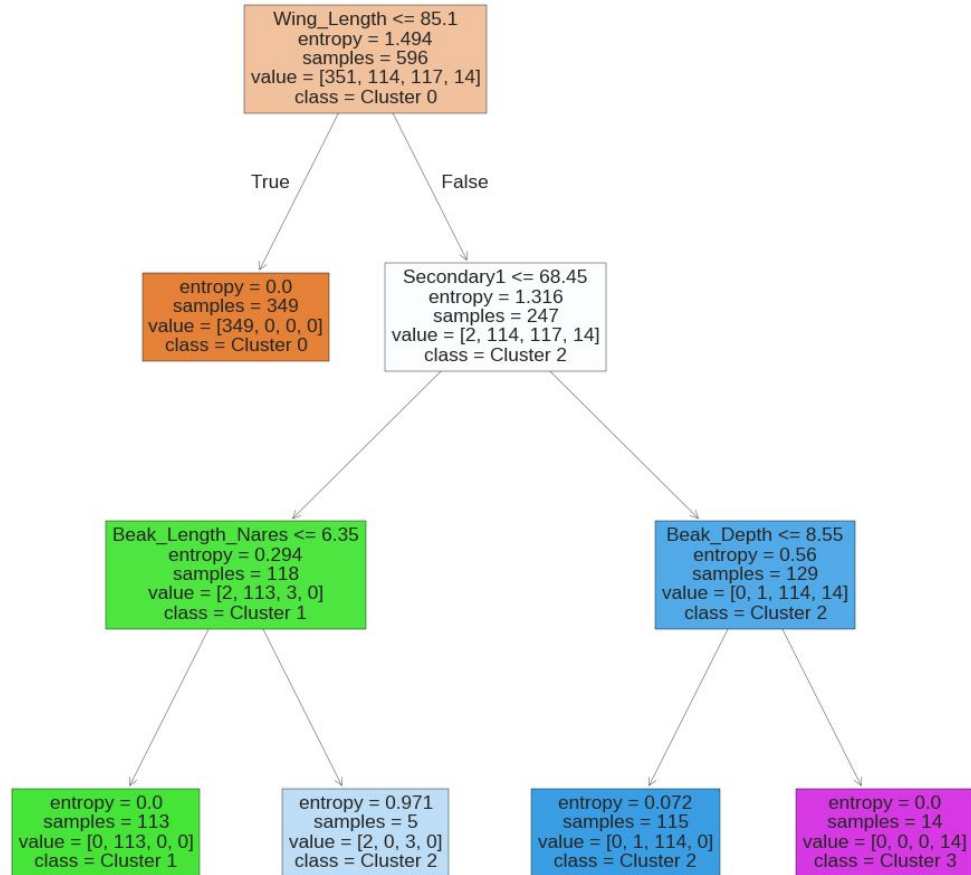 Wing_Length <= 85.1
entropy = 1.494
samples = 596
value = [351, 114, 117, 14]
class = Cluster 0
True
False
entropy = 0.0
samples = 349
value = [349, 0, 0, 0]
class = Cluster 0
Secondary1 <= 68.45
entropy = 1.316
samples = 247
value = [2, 114, 117, 14]
class = Cluster 2
Beak_Length_Nares <= 6.35
entropy = 0.294
samples = 118
value = [2, 113, 3, 0]
class = Cluster 1
Beak_Depth <= 8.55
entropy = 0.56
samples = 129
value = [0, 1, 114, 14]
class = Cluster 2
entropy = 0.0
samples = 113
value = [0, 113, 0, 0]
class = Cluster 1
entropy = 0.971
samples = 5
value = [2, 0, 3, 0]
class = Cluster 2
entropy = 0.072
samples = 115
value = [0, 1, 114, 0]
class = Cluster 2
entropy = 0.0
samples = 14
value = [0, 0, 0, 14]
class = Cluster 3